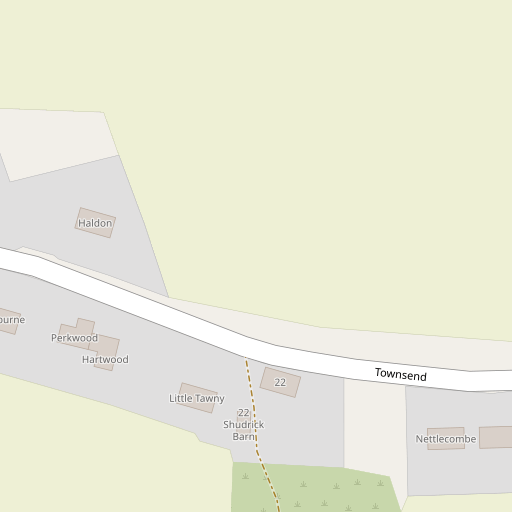 Haldon
Perkwood
Hartwood
Townsend
22
Little Tawny
22
Shudrick
Barn
Nettlecombe